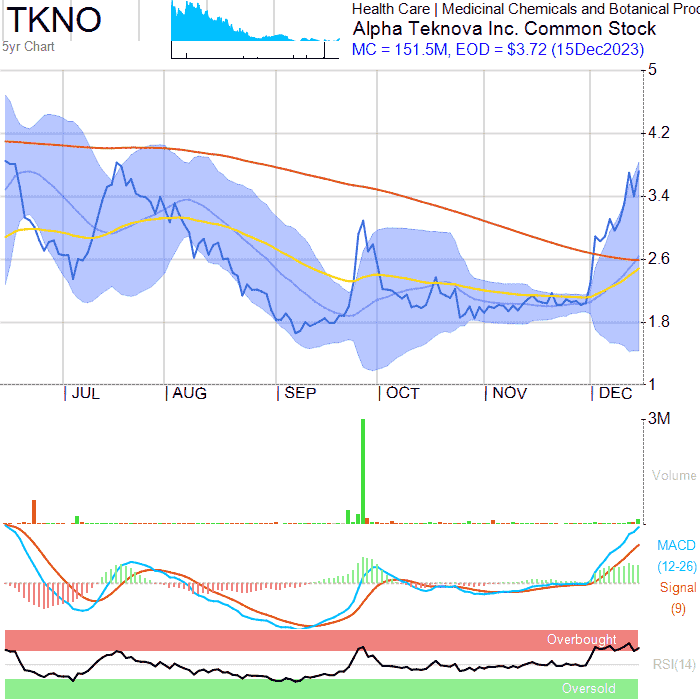 TKNO
5yr Chart
Health Care | Medicinal Chemicals and Botanical Proc
Alpha Teknova Inc. Common Stock
MC = 151.5M, EOD = $3.72 (15Dec2023)
5
4.2
3.4
2.6
1.8
1
JUL AUG SEP OCT NOV DEC
3M
Volume
MACD
(12-26)
Signal
(9)
Overbought
RSI(14)
Oversold